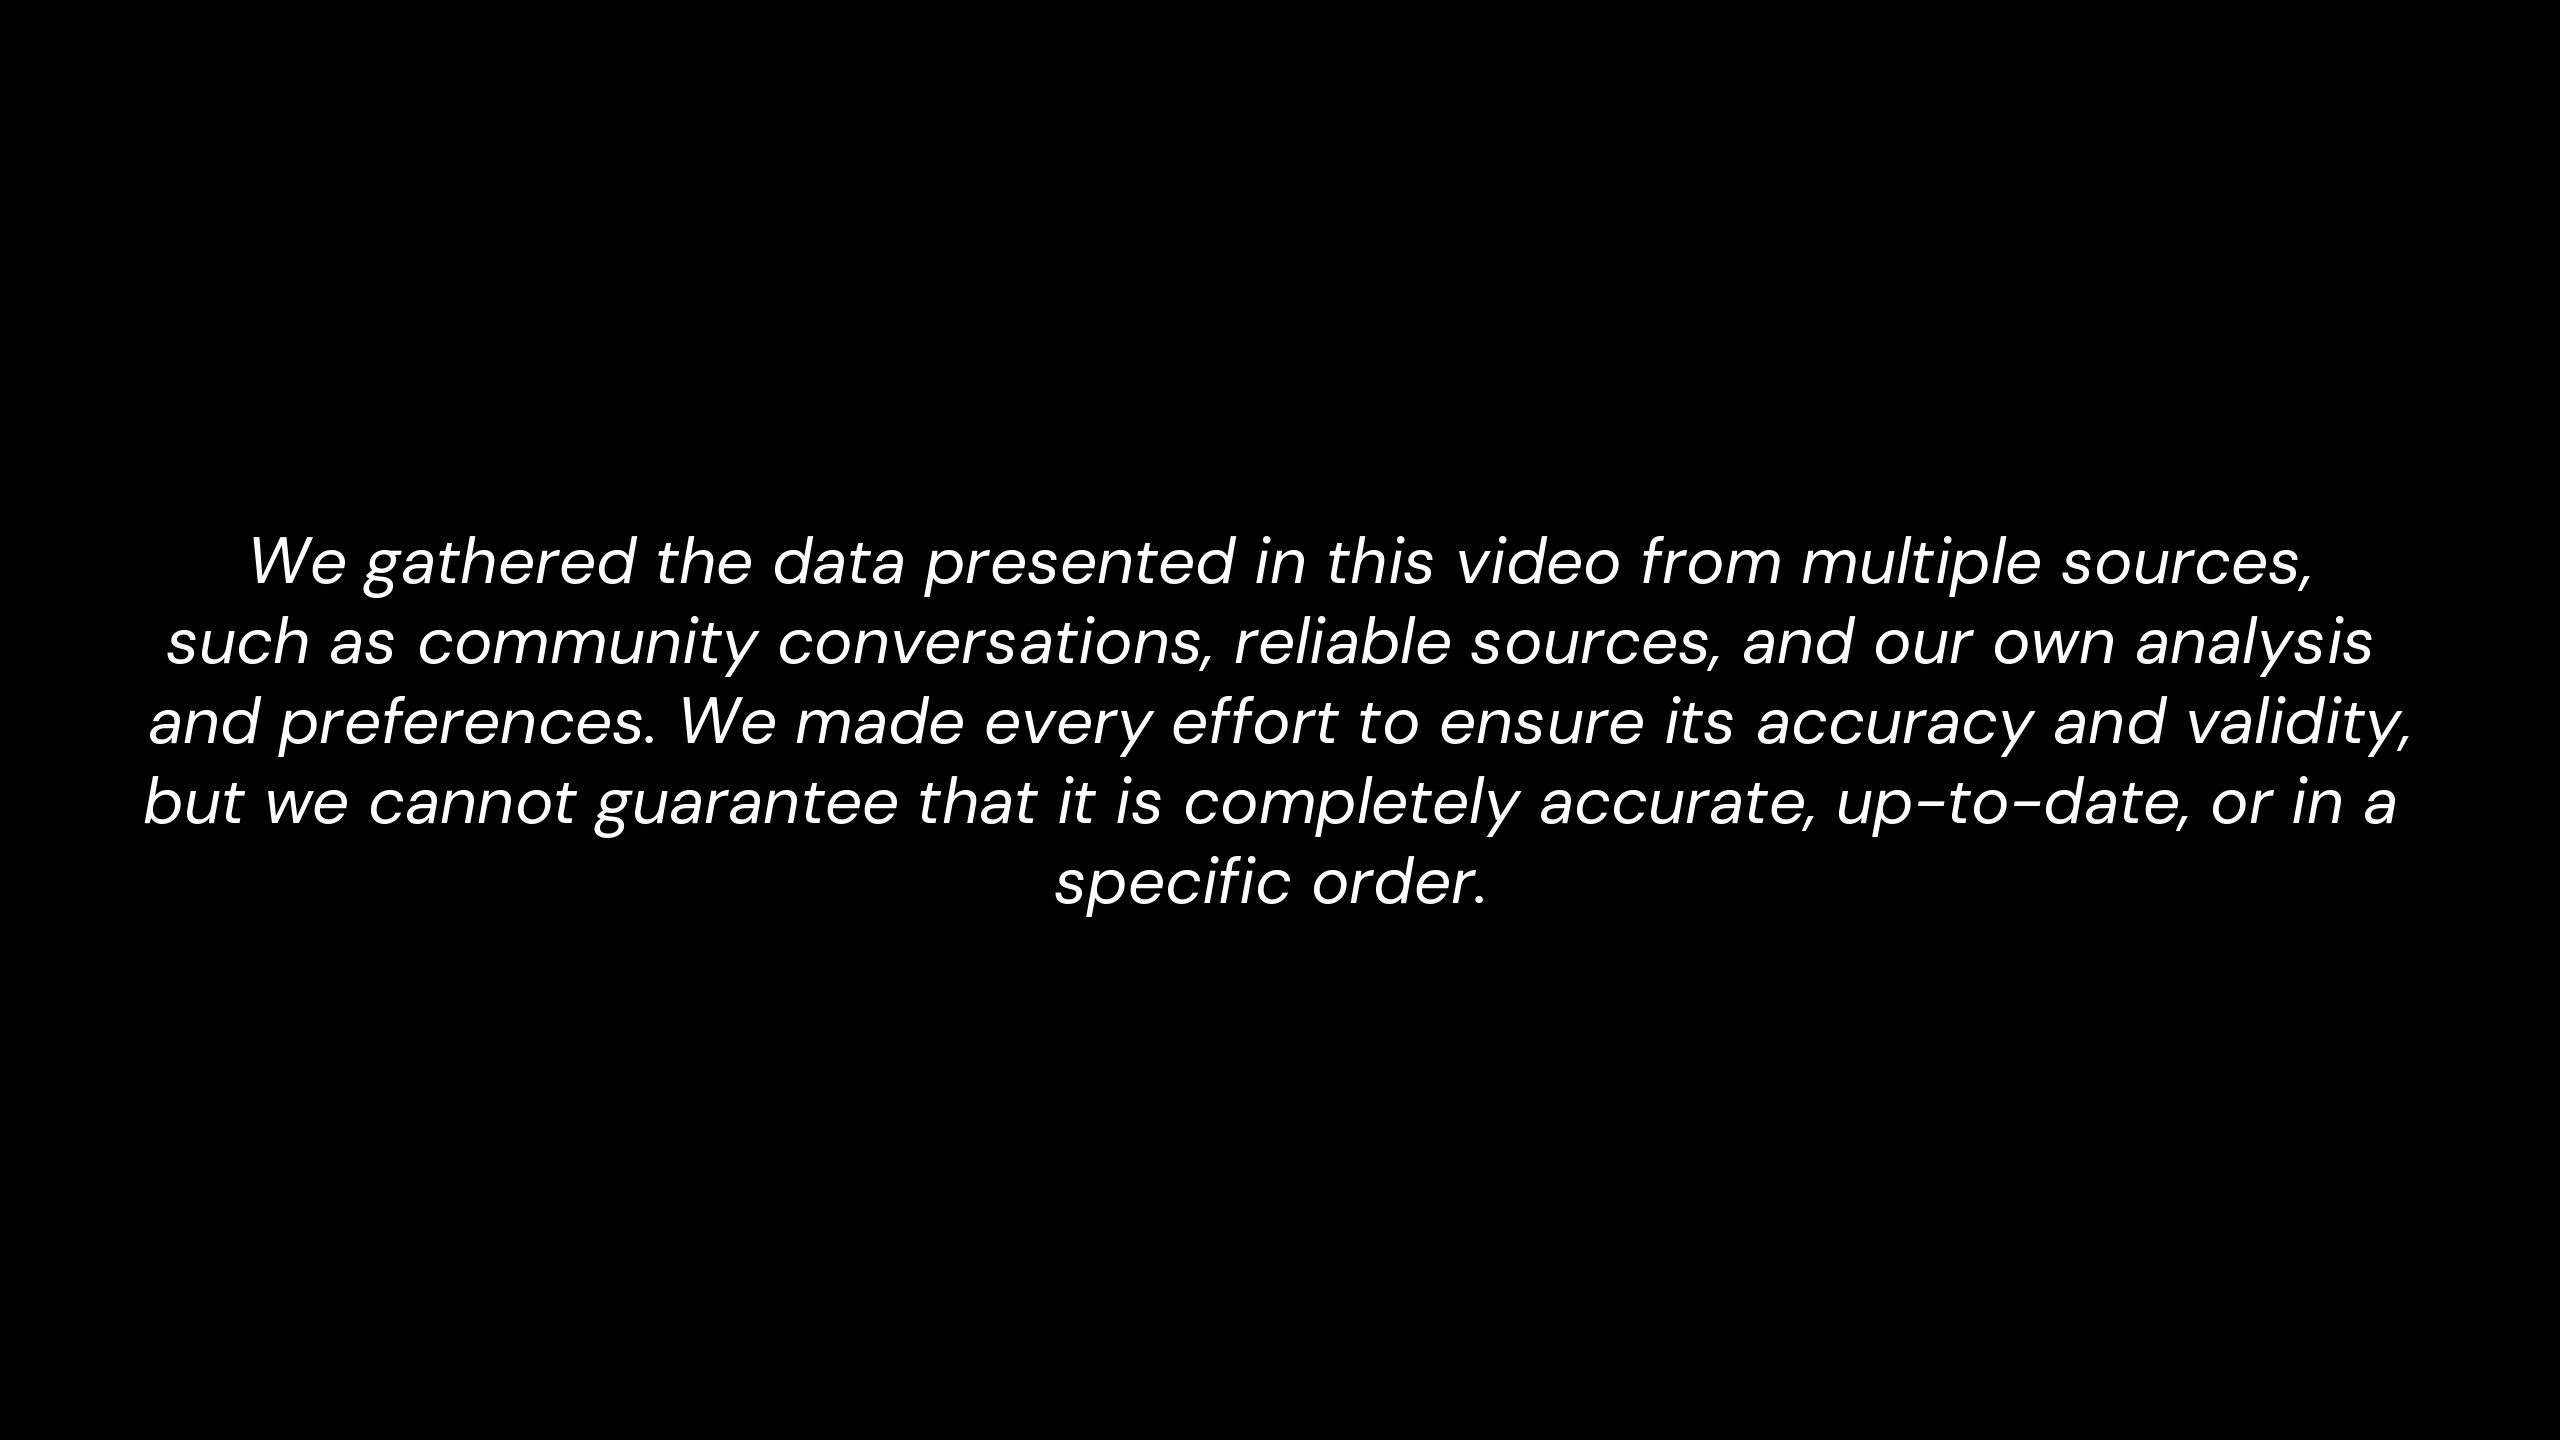 We gathered the data presented in this video from multiple sources,
such as community conversations, reliable sources, and our own analysis
and preferences. We made every effort to ensure its accuracy and validity,
but we cannot guarantee that it is completely accurate, up-to-date, or in a
specific order.